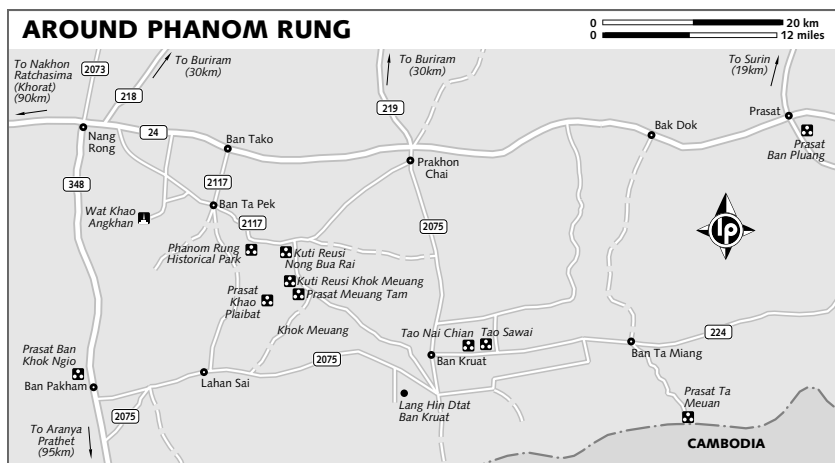 AROUND PHANOM RUNG
0 20 km
0 12 miles
To Nakhon
Ratchasima
(Khorat)
(90km)
2073
To Buriram
(30km)
218
To Buriram
(30km)
219
To Surin
(19km)
Nang
Rong
24
Ban Tako
Prakhon
Chai
Bak Dok
Prasat
Prasat
Ban Pluang
348
2117
Ban Ta Pek
Wat Khao
Angkhan
2117
2075
lp
Phanom Rung
Historical Park
Kuti Reusi
Nong Bua Rai
Kuti Reusi Khok Meuang
Prasat Meuang Tam
Prasat
Khao
Plaibat
Khok Meuang
Tao Nai Chian
Tao Sawai
224
Prasat Ban
Khok Ngio
Ban Pakham
Lahan Sai
2075
Ban Kruat
Ban Ta Miang
2075
Lang Hin Dtat
Ban Kruat
Prasat Ta
Meuan
To Aranya
Prathet
(95km)
CAMBODIA